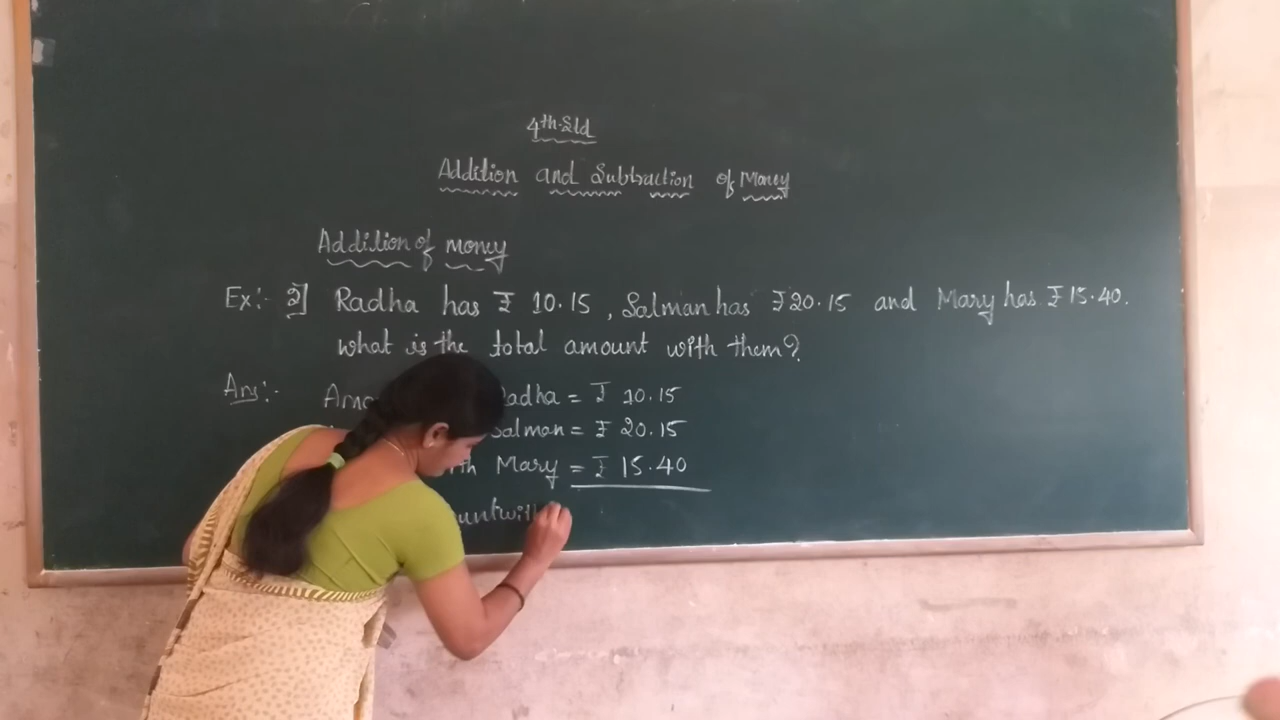 4th Std
Addition and Subtraction of Money
Addition of money
Ex:- 2] Radha has ₹ 10.15, Salman has ₹20.15 and Mary has ₹15.40.
what is the total amount with them?
Ans:- Radha = ₹ 10.15
Salman = ₹ 20.15
Mary = ₹ 15.40